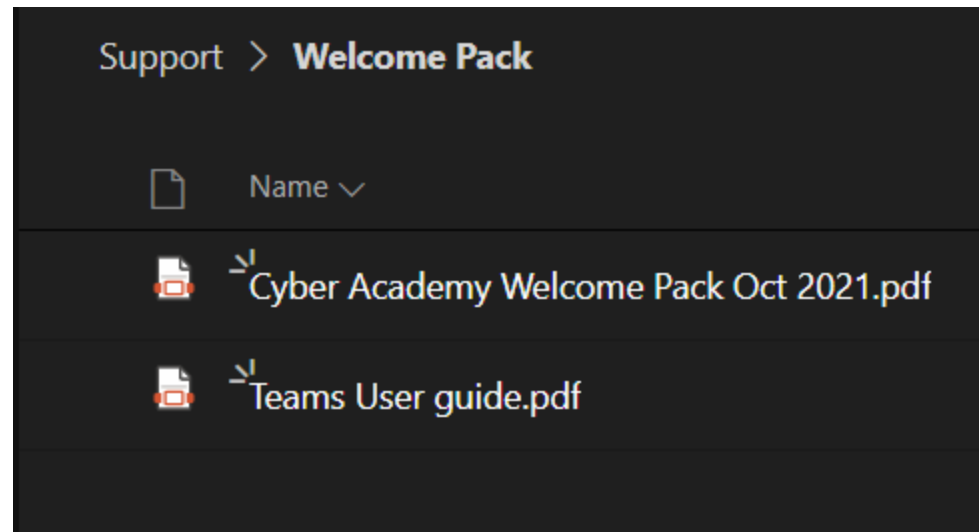 Support > Welcome Pack
Name
Cyber Academy Welcome Pack Oct 2021.pdf
Teams User guide.pdf